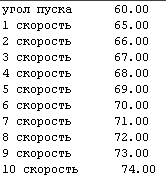 угол пуска 60.00
1 скорость 65.00
2 скорость 66.00
3 скорость 67.00
4 скорость 68.00
5 скорость 69.00
6 скорость 70.00
7 скорость 71.00
8 скорость 72.00
9 скорость 73.00
10 скорость 74.00